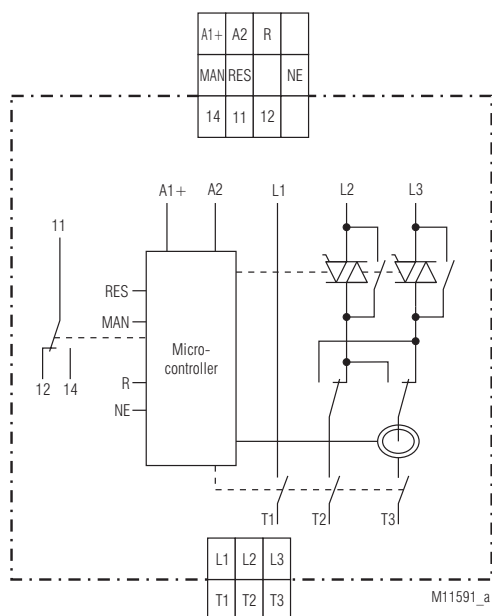 A1+ A2 R
MAN RES NE
14 11 12
A1+ A2 L1 L2 L3
11
RES
MAN
Micro-
controller
12 14
R
NE
T1 T2 T3
L1 L2 L3
T1 T2 T3
M11591_a